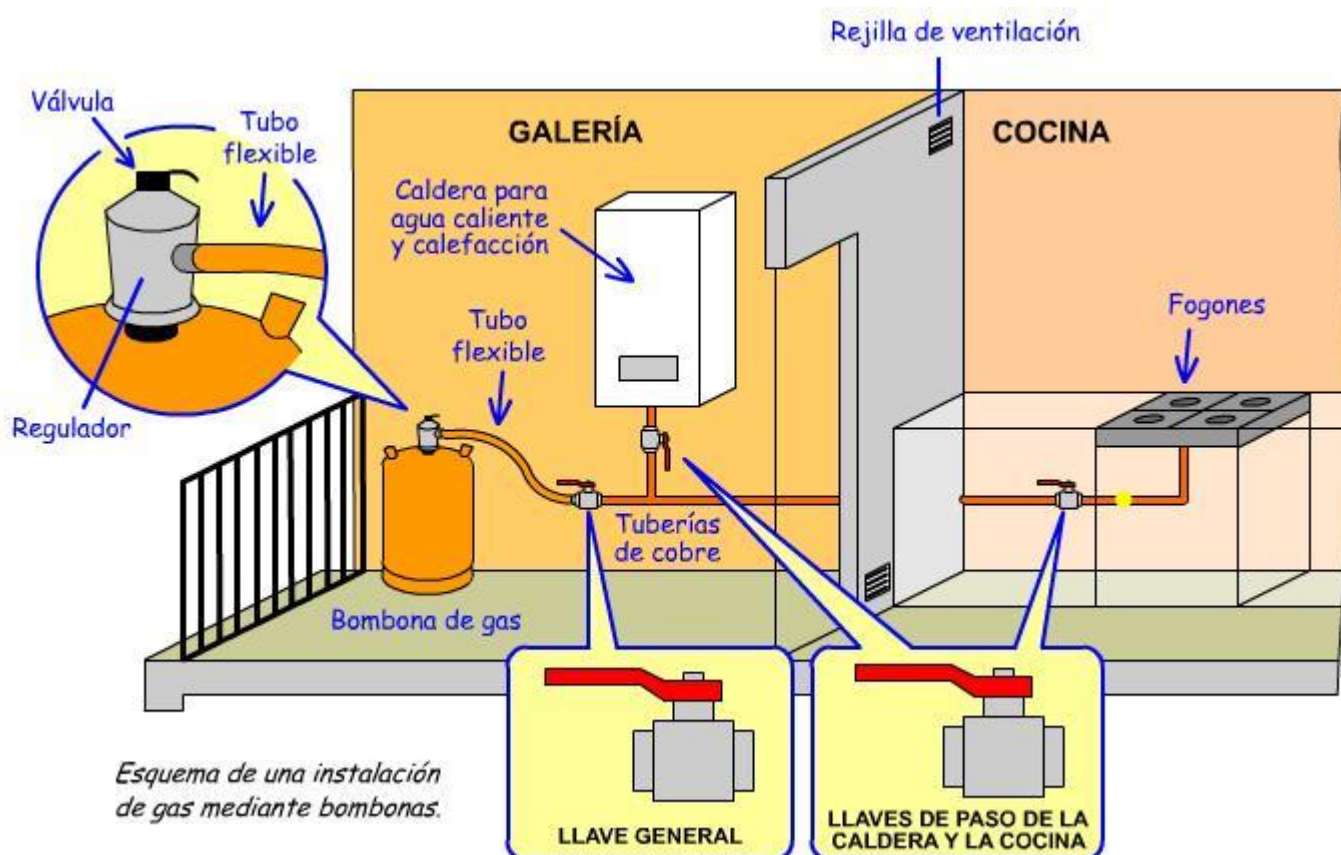 Rejilla de ventilación
Válvula
Tubo
flexible
GALERÍA
COCINA
Caldera para
agua caliente
y calefacción
Fogones
Tubo
flexible
Regulador
Tuberías
de cobre
Bombona de gas
Esquema de una instalación
de gas mediante bombonas.
LLAVE GENERAL
LLAVES DE PASO DE LA
CALDERA Y LA COCINA